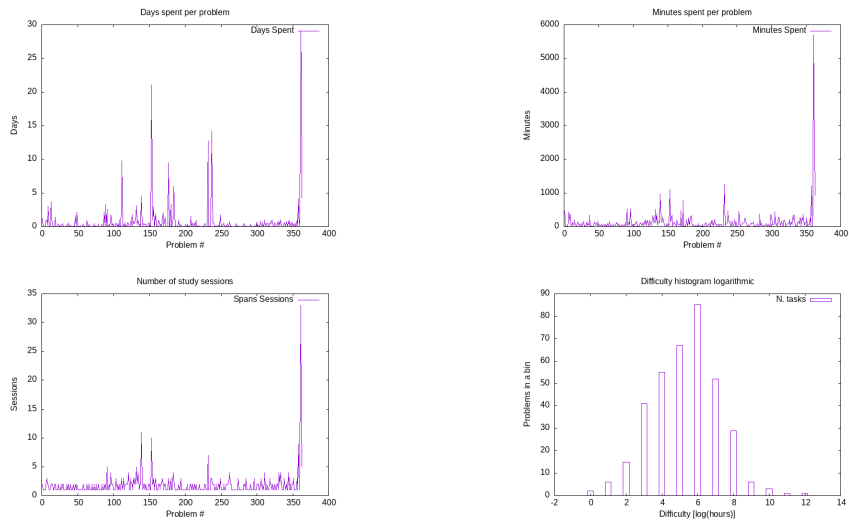 Days spent per problem
Days Spent
30
25
20
15
10
5
0
Days
0 50 100 150 200 250 300 350 400
Problem #
Minutes spent per problem
Minutes Spent
6000
5000
4000
3000
2000
1000
0
Minutes
0 50 100 150 200 250 300 350 400
Problem #
Number of study sessions
Spans Sessions
35
30
25
20
15
10
5
0
Sessions
0 50 100 150 200 250 300 350 400
Problem #
Difficulty histogram logarithmic
N. tasks
90
80
70
60
50
40
30
20
10
0
Problems in a bin
-2 0 2 4 6 8 10 12 14
Difficulty [log(hours)]